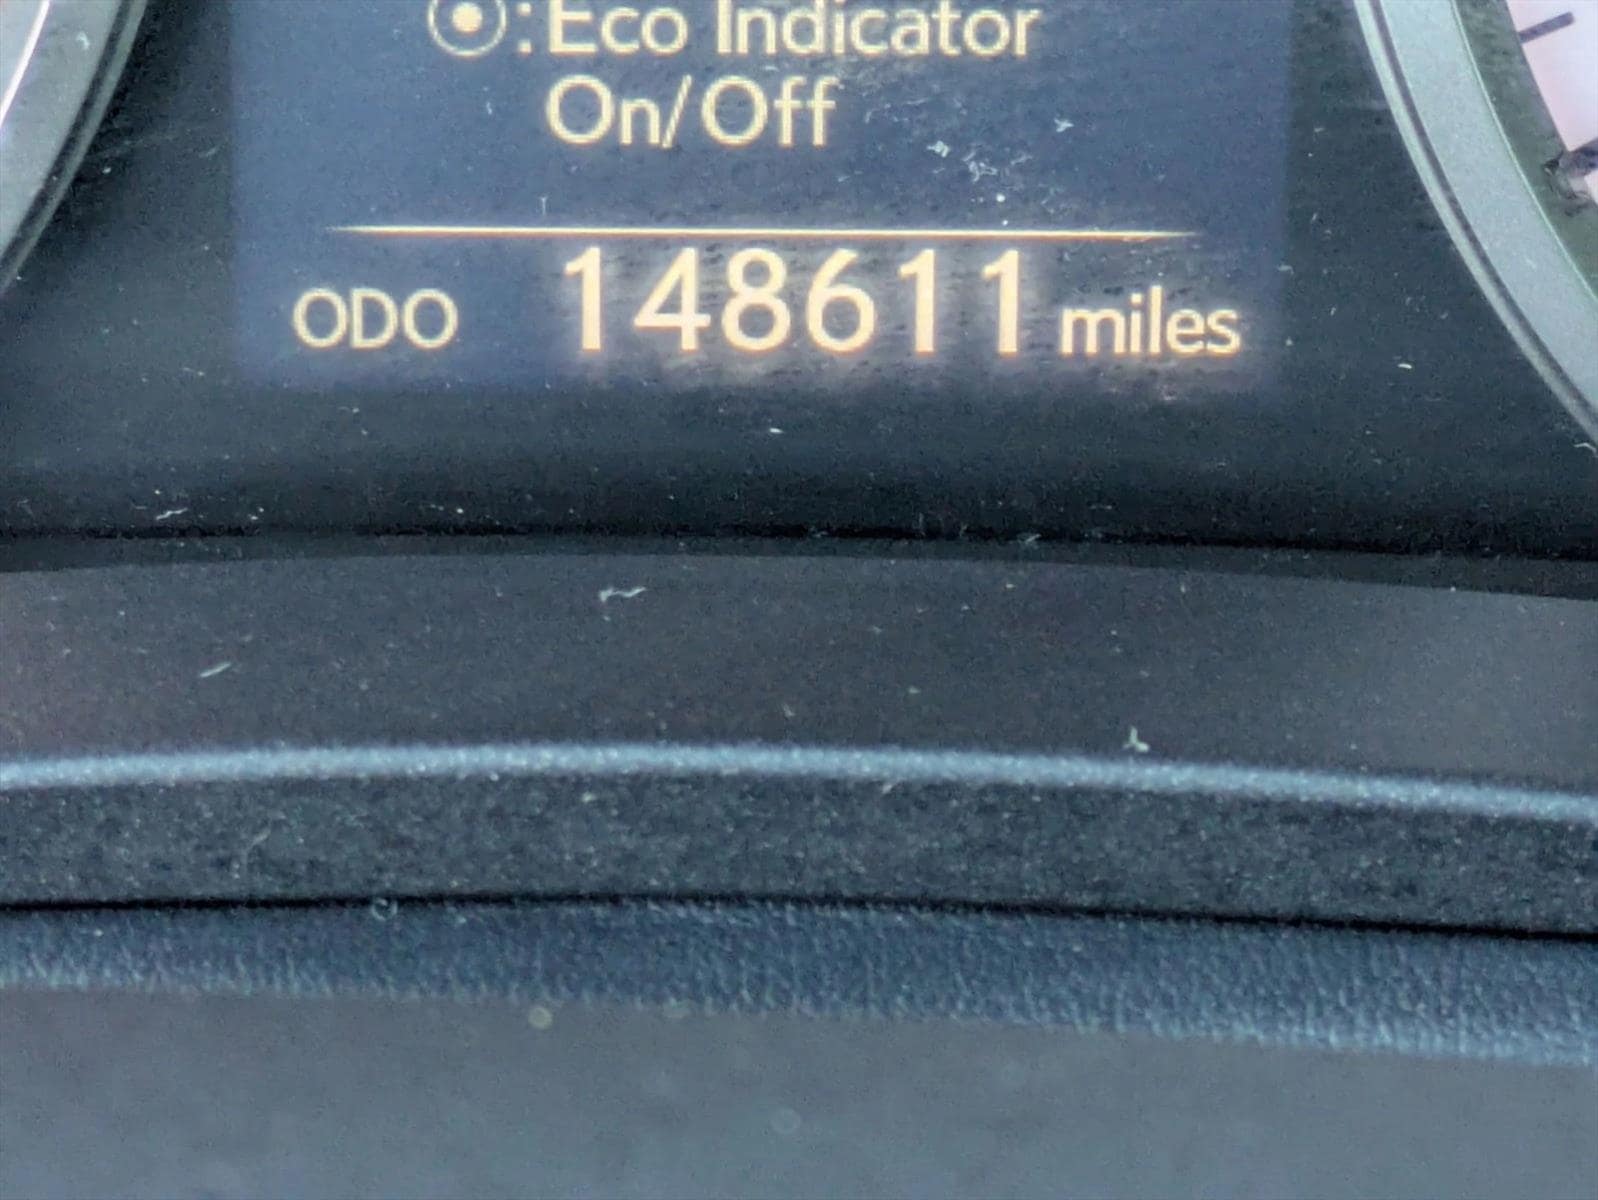 ⦿: Eco Indicator
On/Off
ODO 148611 miles